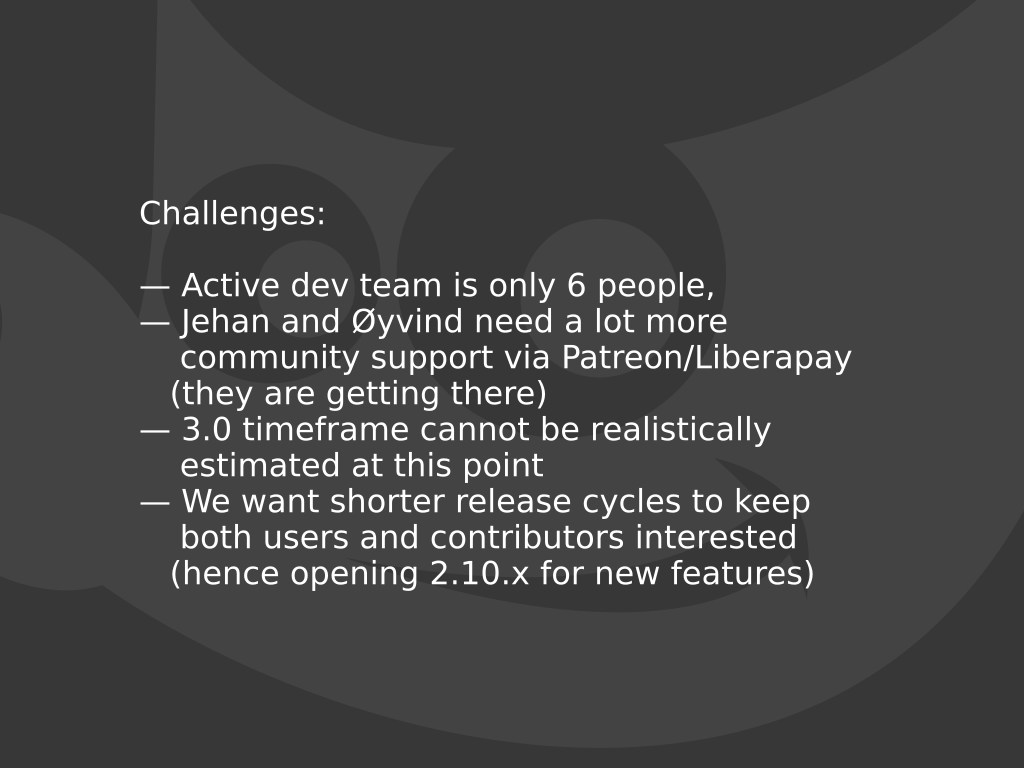 Challenges:
— Active dev team is only 6 people,
— Jehan and Øyvind need a lot more
community support via Patreon/Liberapay
(they are getting there)
— 3.0 timeframe cannot be realistically
estimated at this point
— We want shorter release cycles to keep
both users and contributors interested
(hence opening 2.10.x for new features)